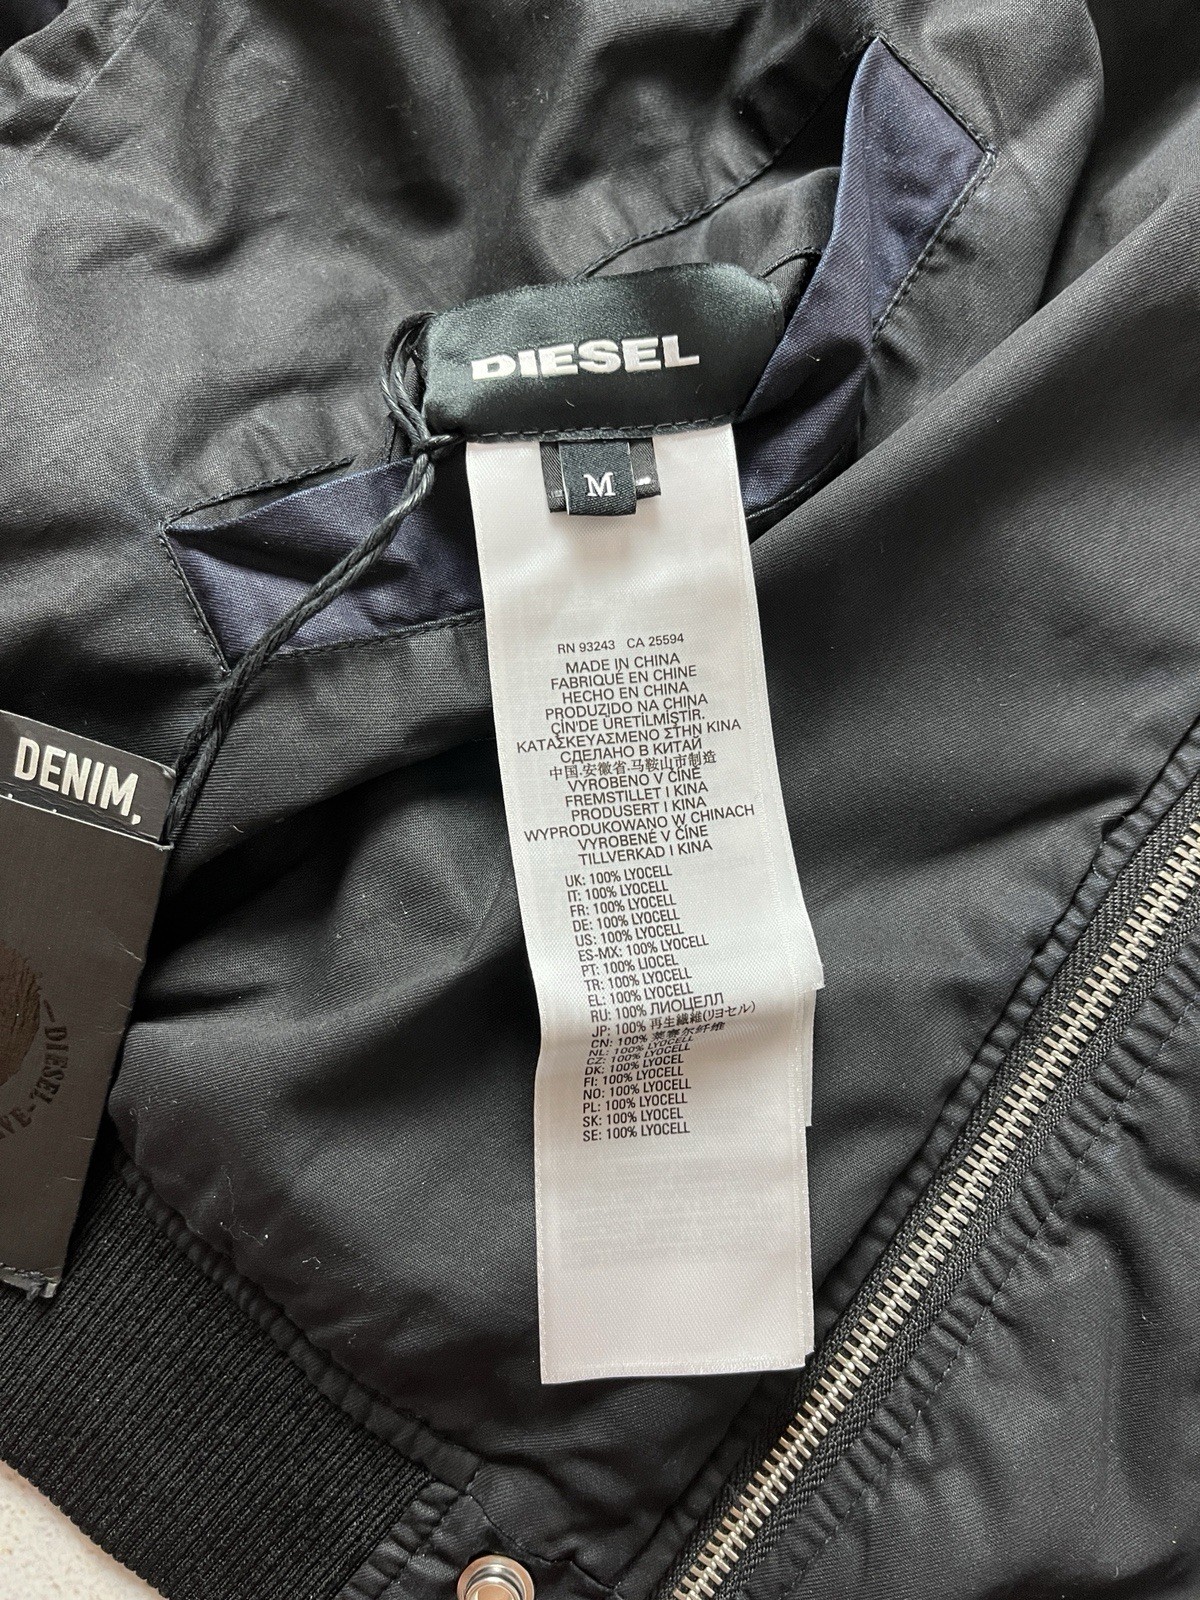 DIESEL
M
RN 93243 CA 25594
MADE IN CHINA
FABRIQUÉ EN CHINE
HECHO EN CHINA
PRODUZIDO NA CHINA
ÇİN'DE ÜRETİLMİŞTİR.
ΚΑΤΑΣΚΕΥΑΣΜΕΝΟ ΣΤΗΝ ΚΙΝΑ
СДЕЛАНО В КИТАЙ
中国.安徽省.马鞍山市制造
VYROBENO V ČÍNĚ
FREMSTILLET I KINA
PRODUSERT I KINA
WYPRODUKOWANO W CHINACH
VYROBENÉ V ČÍNE
TILLVERKAD I KINA
UK: 100% LYOCELL
IT: 100% LYOCELL
FR: 100% LYOCELL
DE: 100% LYOCELL
US: 100% LYOCELL
ES-MX: 100% LYOCELL
PT: 100% LIOCEL
TR: 100% LYOCELL
EL: 100% LYOCELL
RU: 100% ЛИОЦЕЛЛ
JP: 100% 再生繊維(リヨセル)
CN: 100% 莱赛尔纤维
NL: 100% LYOCELL
CZ: 100% LYOCELL
DK: 100% LYOCEL
FI: 100% LYOCELL
NO: 100% LYOCELL
PL: 100% LYOCELL
SK: 100% LYOCEL
SE: 100% LYOCELL
DENIM.
DIESEL